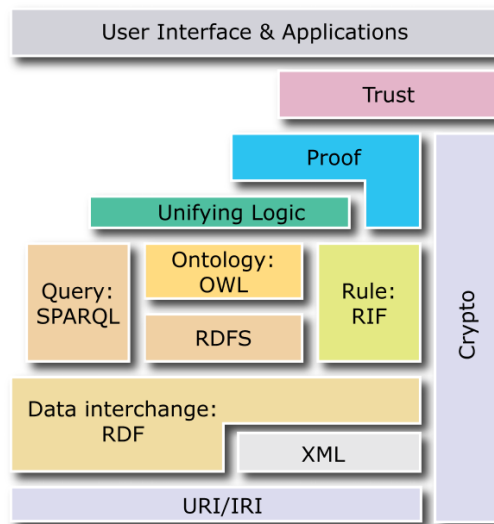 User Interface & Applications
Trust
Proof
Unifying Logic
Query:
SPARQL
Ontology:
OWL
RDFS
Rule:
RIF
Crypto
Data interchange:
RDF
XML
URI/IRI